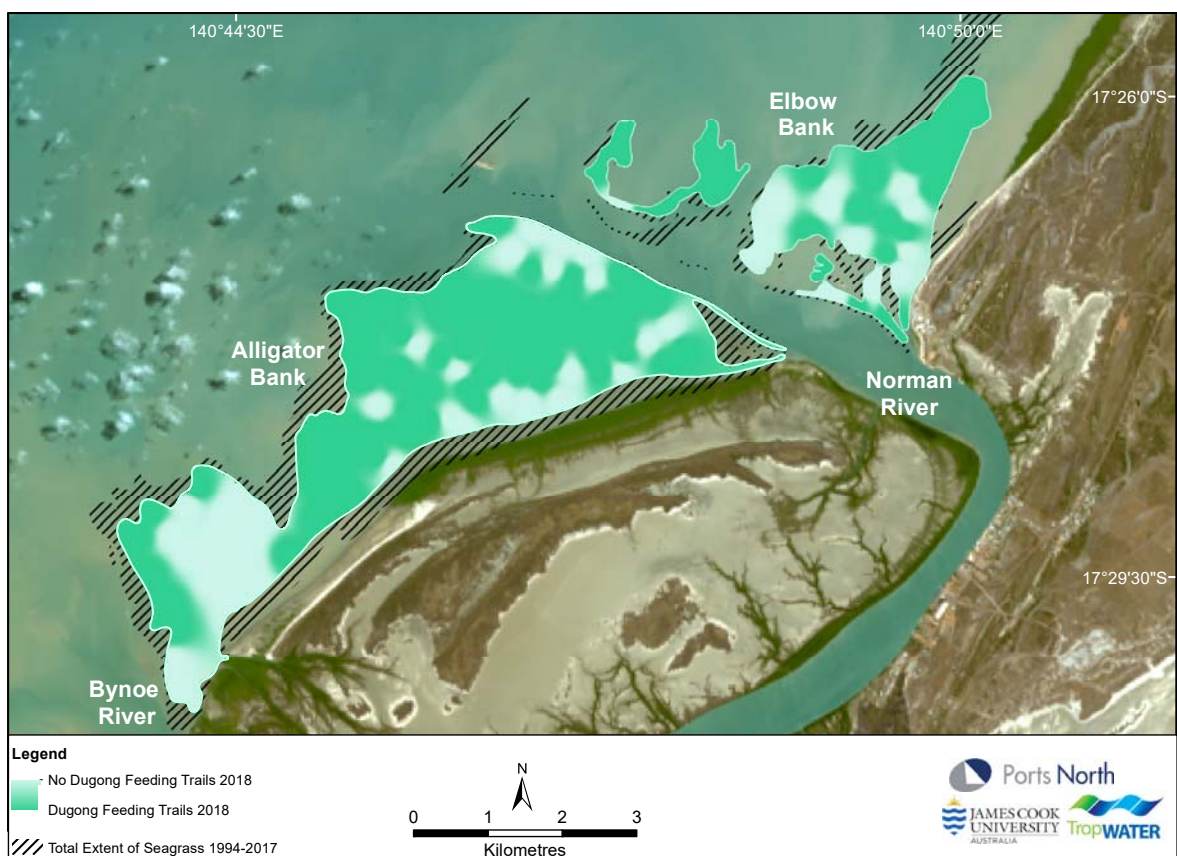 140°44'30"E
140°50'0"E
17°26'0"S
Elbow
Bank
Alligator
Bank
Norman
River
17°29'30"S
Bynoe
River
Legend
No Dugong Feeding Trails 2018
Dugong Feeding Trails 2018
Total Extent of Seagrass 1994-2017
N
0 1 2 3
Kilometres
Ports North
JAMES COOK
UNIVERSITY
AUSTRALIA
TropWATER